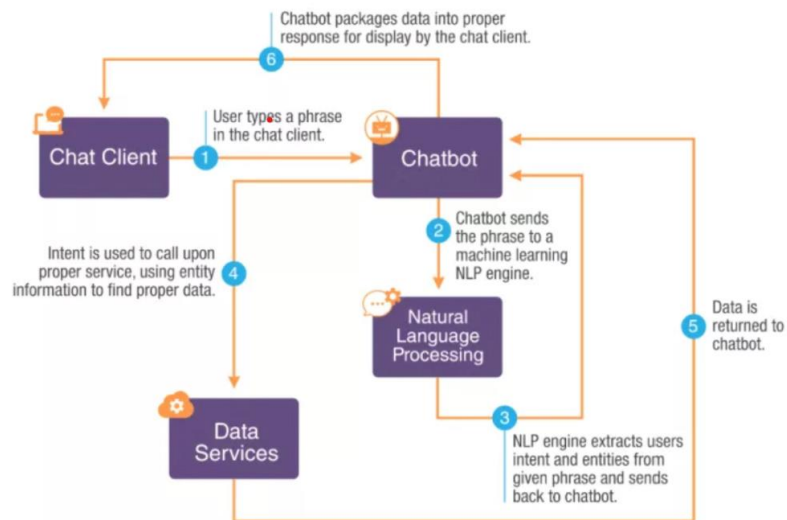 Chatbot packages data into proper
response for display by the chat client.
6
User types a phrase
in the chat client.
Chat Client
1
Chatbot
2
Chatbot sends
the phrase to a
machine learning
NLP engine.
Intent is used to call upon
proper service, using entity
information to find proper data.
4
Natural
Language
Processing
5
Data is
returned to
chatbot.
Data
Services
3
NLP engine extracts users
intent and entities from
given phrase and sends
back to chatbot.